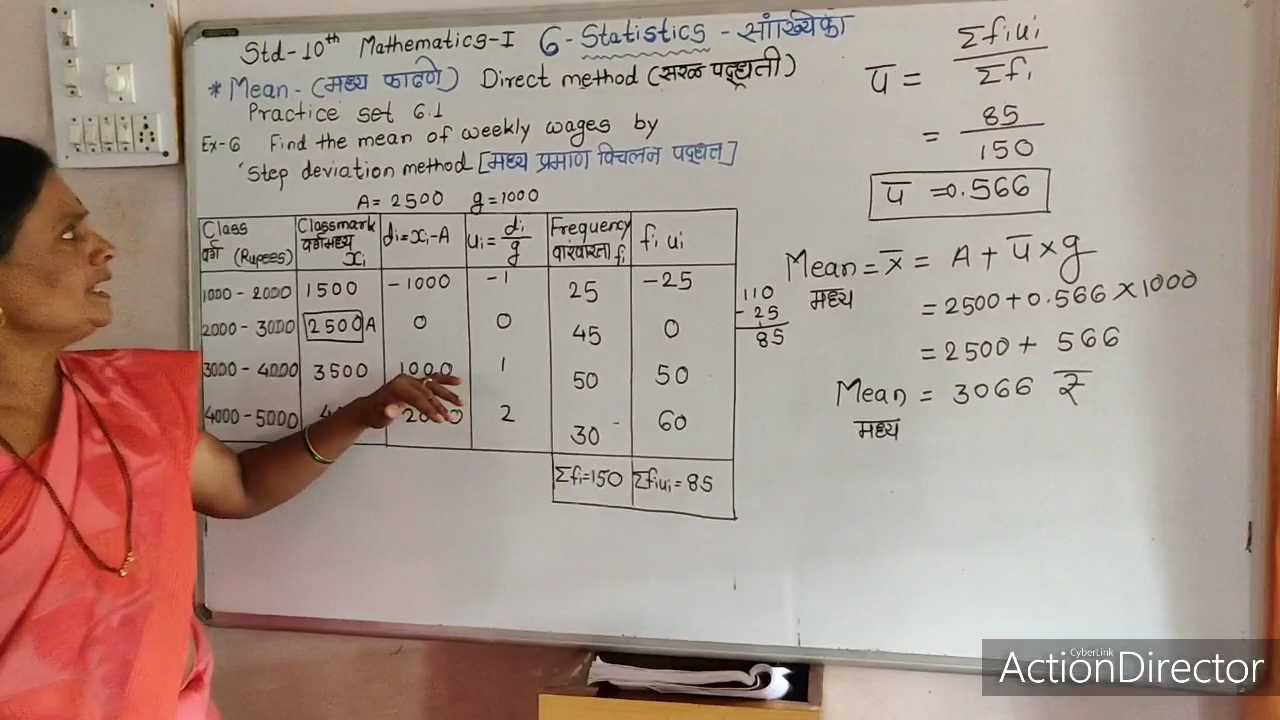 Std-10th Mathematics-I 6-Statistics - सांख्यिकी
* Mean- (मध्य काढणे) Direct method (सरळ पद्धती)
Practice set 6.1
Ex-6 Find the mean of weekly wages by
Step deviation method [मध्य प्रमाण विचलन पद्धत]
A = 2500 g = 1000
Class वर्ग (Rupees) | Classmark वर्गमध्य xi | di = xi - A | ui = di/g | Frequency वारंवारता fi | fi ui
1000 - 2000 | 1500 | -1000 | -1 | 25 | -25
2000 - 3000 | 2500 A | 0 | 0 | 45 | 0
3000 - 4000 | 3500 | 1000 | 1 | 50 | 50
4000 - 5000 | 2000 | 2 | 30 | 60
Σfi = 150 | Σfiui = 85
110
- 25
85
ū = Σfiui / Σfi
= 85 / 150
ū = 0.566
Mean = x̄ = A + ū × g
मध्य
= 2500 + 0.566 × 1000
= 2500 + 566
Mean = 3066 ₹
मध्य
CyberLink
ActionDirector